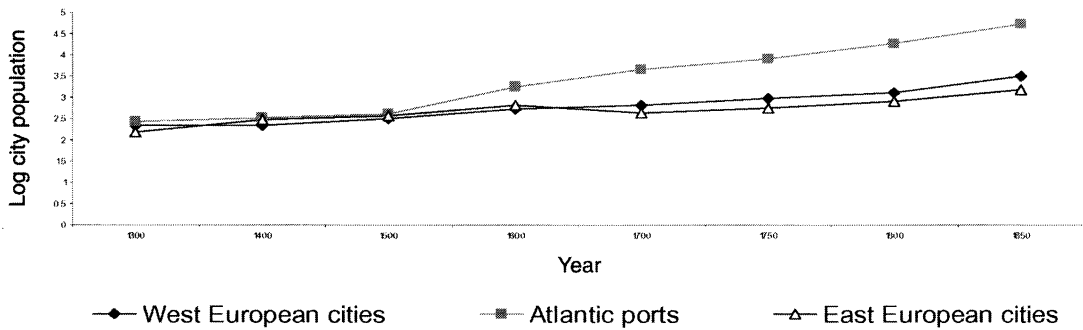 5
4.5
4
3.5
3
2.5
2
1.5
1
0.5
0
Log city population
1300 1400 1500 1600 1700 1750 1800 1850
Year
West European cities Atlantic ports East European cities